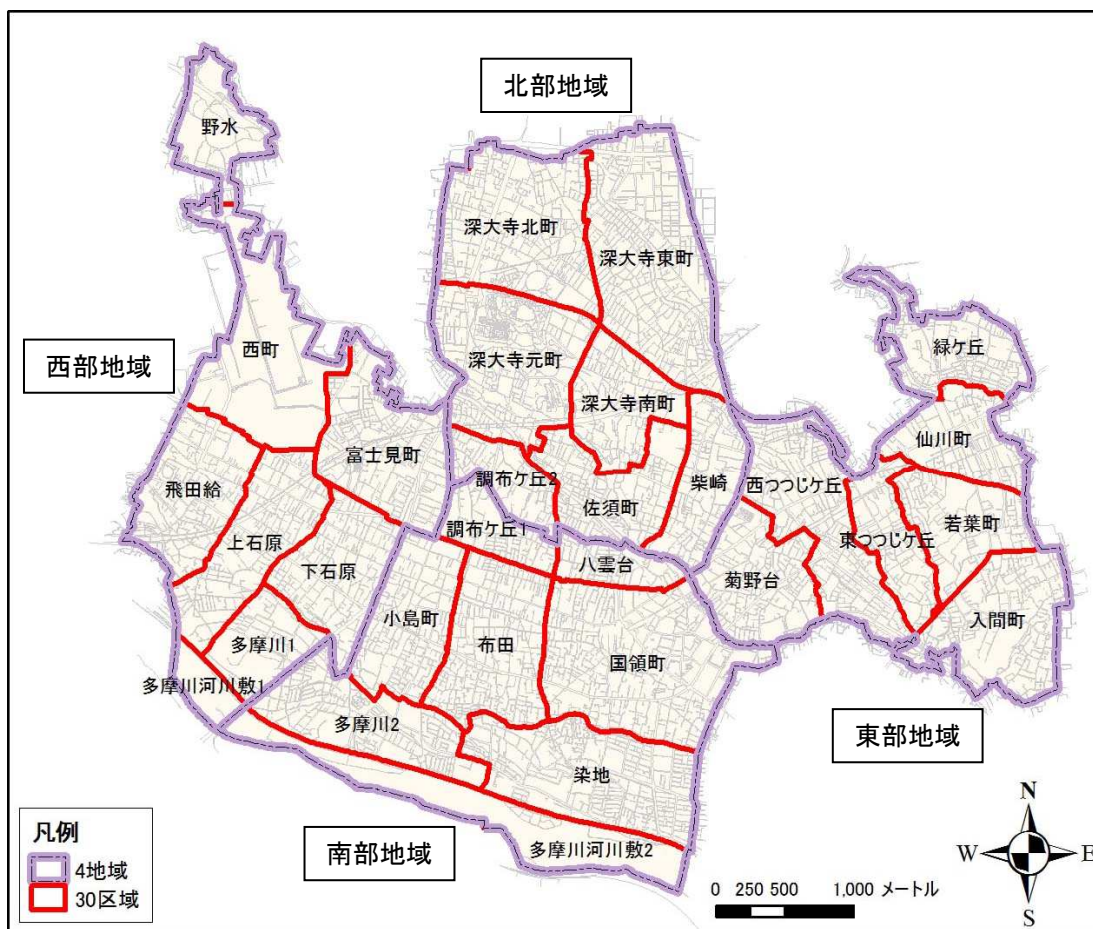 北部地域
野水
深大寺北町
深大寺東町
緑ケ丘
西部地域
西町
深大寺元町
深大寺南町
仙川町
富士見町
調布ケ丘2
佐須町
柴崎
西つつじケ丘
飛田給
若葉町
上石原
調布ケ丘1
東つつじケ丘
八雲台
下石原
菊野台
小島町
布田
国領町
入間町
多摩川1
多摩川河川敷1
多摩川2
東部地域
染地
南部地域
多摩川河川敷2
凡例
4地域
30区域
0 250 500 1,000 メートル
N
W
E
S